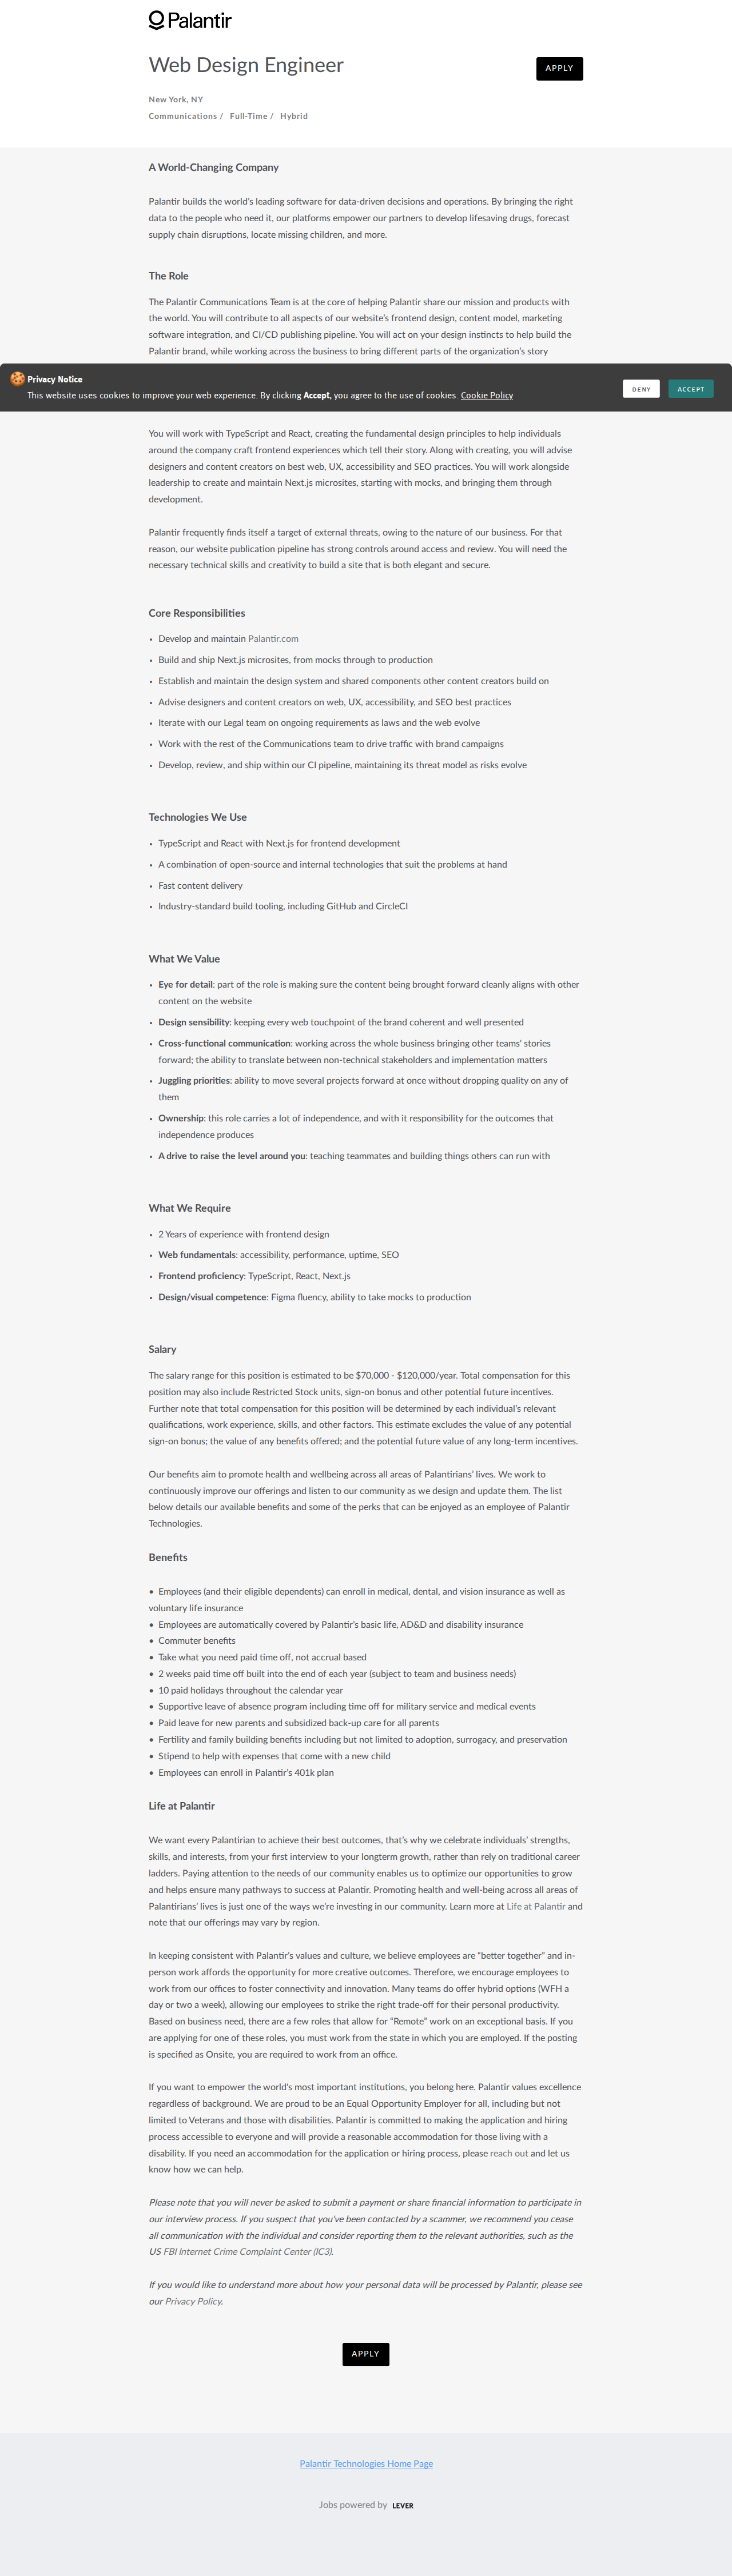 Palantir
Web Design Engineer
APPLY
New York, NY
Communications /
Full-Time /
Hybrid
A World-Changing Company
Palantir builds the world's leading software for data-driven decisions and operations. By bringing the right
data to the people who need it, our platforms empower our partners to develop lifesaving drugs, forecast
supply chain disruptions, locate missing children, and more.
The Role
The Palantir Communications Team is at the core of helping Palantir share our mission and products with
the world. You will contribute to all aspects of our website's frontend design, content model, marketing
software integration, and CI/CD publishing pipeline. You will act on your design instincts to help build the
Palantir brand, while working across the business to bring different parts of the organization's story
🍪 Privacy Notice
This website uses cookies to improve your web experience. By clicking Accept, you agree to the use of cookies. Cookie Policy
DENY
ACCEPT
You will work with TypeScript and React, creating the fundamental design principles to help individuals
around the company craft frontend experiences which tell their story. Along with creating, you will advise
designers and content creators on best web, UX, accessibility and SEO practices. You will work alongside
leadership to create and maintain Next.js microsites, starting with mocks, and bringing them through
development.
Palantir frequently finds itself a target of external threats, owing to the nature of our business. For that
reason, our website publication pipeline has strong controls around access and review. You will need the
necessary technical skills and creativity to build a site that is both elegant and secure.
Core Responsibilities
• Develop and maintain Palantir.com
• Build and ship Next.js microsites, from mocks through to production
• Establish and maintain the design system and shared components other content creators build on
• Advise designers and content creators on web, UX, accessibility, and SEO best practices
• Iterate with our Legal team on ongoing requirements as laws and the web evolve
• Work with the rest of the Communications team to drive traffic with brand campaigns
• Develop, review, and ship within our CI pipeline, maintaining its threat model as risks evolve
Technologies We Use
• TypeScript and React with Next.js for frontend development
• A combination of open-source and internal technologies that suit the problems at hand
• Fast content delivery
• Industry-standard build tooling, including GitHub and CircleCI
What We Value
• Eye for detail: part of the role is making sure the content being brought forward cleanly aligns with other
content on the website
• Design sensibility: keeping every web touchpoint of the brand coherent and well presented
• Cross-functional communication: working across the whole business bringing other teams' stories
forward; the ability to translate between non-technical stakeholders and implementation matters
• Juggling priorities: ability to move several projects forward at once without dropping quality on any of
them
• Ownership: this role carries a lot of independence, and with it responsibility for the outcomes that
independence produces
• A drive to raise the level around you: teaching teammates and building things others can run with
What We Require
• 2 Years of experience with frontend design
• Web fundamentals: accessibility, performance, uptime, SEO
• Frontend proficiency: TypeScript, React, Next.js
• Design/visual competence: Figma fluency, ability to take mocks to production
Salary
The salary range for this position is estimated to be $70,000 - $120,000/year. Total compensation for this
position may also include Restricted Stock units, sign-on bonus and other potential future incentives.
Further note that total compensation for this position will be determined by each individual's relevant
qualifications, work experience, skills, and other factors. This estimate excludes the value of any potential
sign-on bonus; the value of any benefits offered; and the potential future value of any long-term incentives.
Our benefits aim to promote health and wellbeing across all areas of Palantirians' lives. We work to
continuously improve our offerings and listen to our community as we design and update them. The list
below details our available benefits and some of the perks that can be enjoyed as an employee of Palantir
Technologies.
Benefits
• Employees (and their eligible dependents) can enroll in medical, dental, and vision insurance as well as
voluntary life insurance
• Employees are automatically covered by Palantir's basic life, AD&D and disability insurance
• Commuter benefits
• Take what you need paid time off, not accrual based
• 2 weeks paid time off built into the end of each year (subject to team and business needs)
• 10 paid holidays throughout the calendar year
• Supportive leave of absence program including time off for military service and medical events
• Paid leave for new parents and subsidized back-up care for all parents
• Fertility and family building benefits including but not limited to adoption, surrogacy, and preservation
• Stipend to help with expenses that come with a new child
• Employees can enroll in Palantir's 401k plan
Life at Palantir
We want every Palantirian to achieve their best outcomes, that's why we celebrate individuals' strengths,
skills, and interests, from your first interview to your longterm growth, rather than rely on traditional career
ladders. Paying attention to the needs of our community enables us to optimize our opportunities to grow
and helps ensure many pathways to success at Palantir. Promoting health and well-being across all areas of
Palantirians' lives is just one of the ways we're investing in our community. Learn more at Life at Palantir and
note that our offerings may vary by region.
In keeping consistent with Palantir's values and culture, we believe employees are "better together" and in-
person work affords the opportunity for more creative outcomes. Therefore, we encourage employees to
work from our offices to foster connectivity and innovation. Many teams do offer hybrid options (WFH a
day or two a week), allowing our employees to strike the right trade-off for their personal productivity.
Based on business need, there are a few roles that allow for "Remote" work on an exceptional basis. If you
are applying for one of these roles, you must work from the state in which you are employed. If the posting
is specified as Onsite, you are required to work from an office.
If you want to empower the world's most important institutions, you belong here. Palantir values excellence
regardless of background. We are proud to be an Equal Opportunity Employer for all, including but not
limited to Veterans and those with disabilities. Palantir is committed to making the application and hiring
process accessible to everyone and will provide a reasonable accommodation for those living with a
disability. If you need an accommodation for the application or hiring process, please reach out and let us
know how we can help.
Please note that you will never be asked to submit a payment or share financial information to participate in
our interview process. If you suspect that you've been contacted by a scammer, we recommend you cease
all communication with the individual and consider reporting them to the relevant authorities, such as the
US FBI Internet Crime Complaint Center (IC3).
If you would like to understand more about how your personal data will be processed by Palantir, please see
our Privacy Policy.
APPLY
Palantir Technologies Home Page
Jobs powered by LEVER